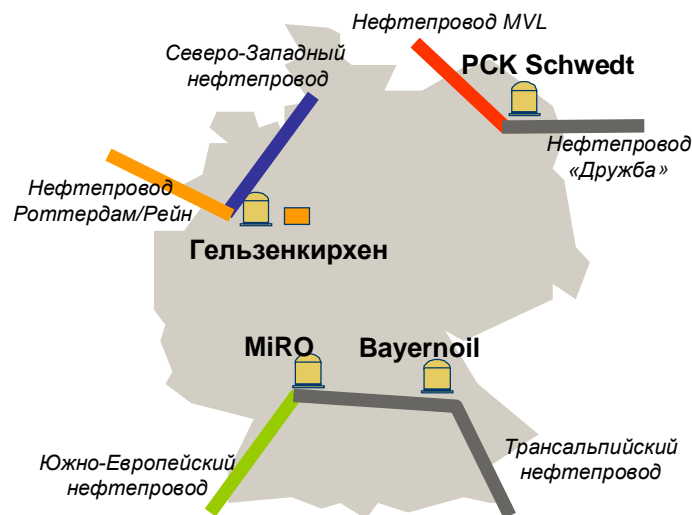 Нефтепровод MVL
Северо-Западный
нефтепровод
PCK Schwedt
Нефтепровод
«Дружба»
Нефтепровод
Роттердам/Рейн
Гельзенкирхен
MiRO
Bayernoil
Южно-Европейский
нефтепровод
Трансальпийский
нефтепровод